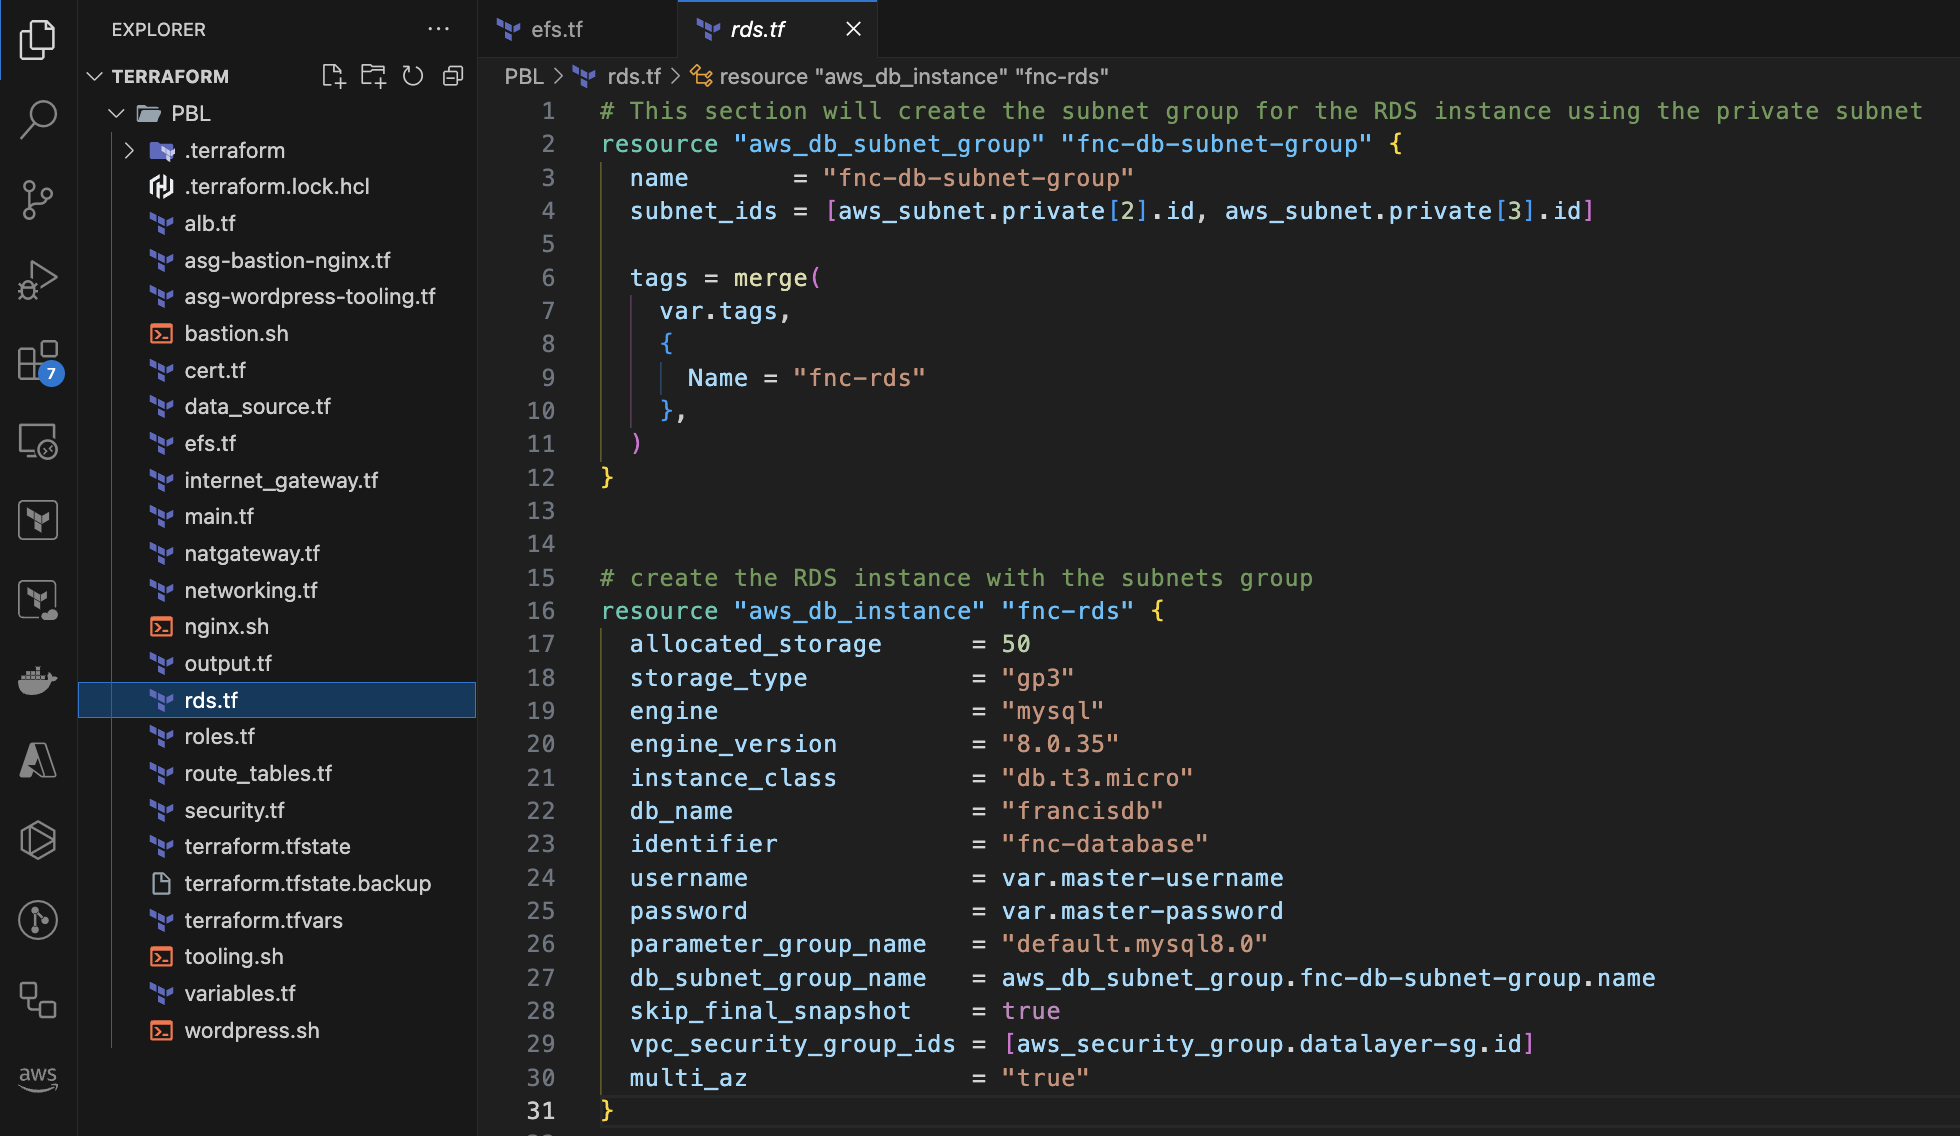 EXPLORER
TERRAFORM
PBL
.terraform
.terraform.lock.hcl
alb.tf
asg-bastion-nginx.tf
asg-wordpress-tooling.tf
bastion.sh
cert.tf
data_source.tf
efs.tf
internet_gateway.tf
main.tf
natgateway.tf
networking.tf
nginx.sh
output.tf
rds.tf
roles.tf
route_tables.tf
security.tf
terraform.tfstate
terraform.tfstate.backup
terraform.tfvars
tooling.sh
variables.tf
wordpress.sh
7
aws
efs.tf
rds.tf
PBL > rds.tf > resource "aws_db_instance" "fnc-rds"
1 # This section will create the subnet group for the RDS instance using the private subnet
2 resource "aws_db_subnet_group" "fnc-db-subnet-group" {
3   name       = "fnc-db-subnet-group"
4   subnet_ids = [aws_subnet.private[2].id, aws_subnet.private[3].id]
5
6   tags = merge(
7     var.tags,
8     {
9       Name = "fnc-rds"
10     },
11   )
12 }
13
14
15 # create the RDS instance with the subnets group
16 resource "aws_db_instance" "fnc-rds" {
17   allocated_storage      = 50
18   storage_type           = "gp3"
19   engine                 = "mysql"
20   engine_version         = "8.0.35"
21   instance_class         = "db.t3.micro"
22   db_name                = "francisdb"
23   identifier             = "fnc-database"
24   username               = var.master-username
25   password               = var.master-password
26   parameter_group_name   = "default.mysql8.0"
27   db_subnet_group_name   = aws_db_subnet_group.fnc-db-subnet-group.name
28   skip_final_snapshot    = true
29   vpc_security_group_ids = [aws_security_group.datalayer-sg.id]
30   multi_az               = "true"
31 }